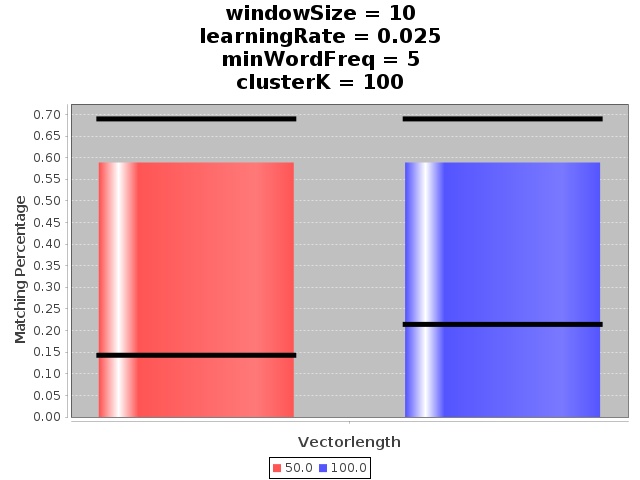 windowSize = 10
learningRate = 0.025
minWordFreq = 5
clusterK = 100
0.70
0.65
0.60
0.55
0.50
0.45
0.40
0.35
0.30
0.25
0.20
0.15
0.10
0.05
0.00
Matching Percentage
Vectorlength
50.0 100.0